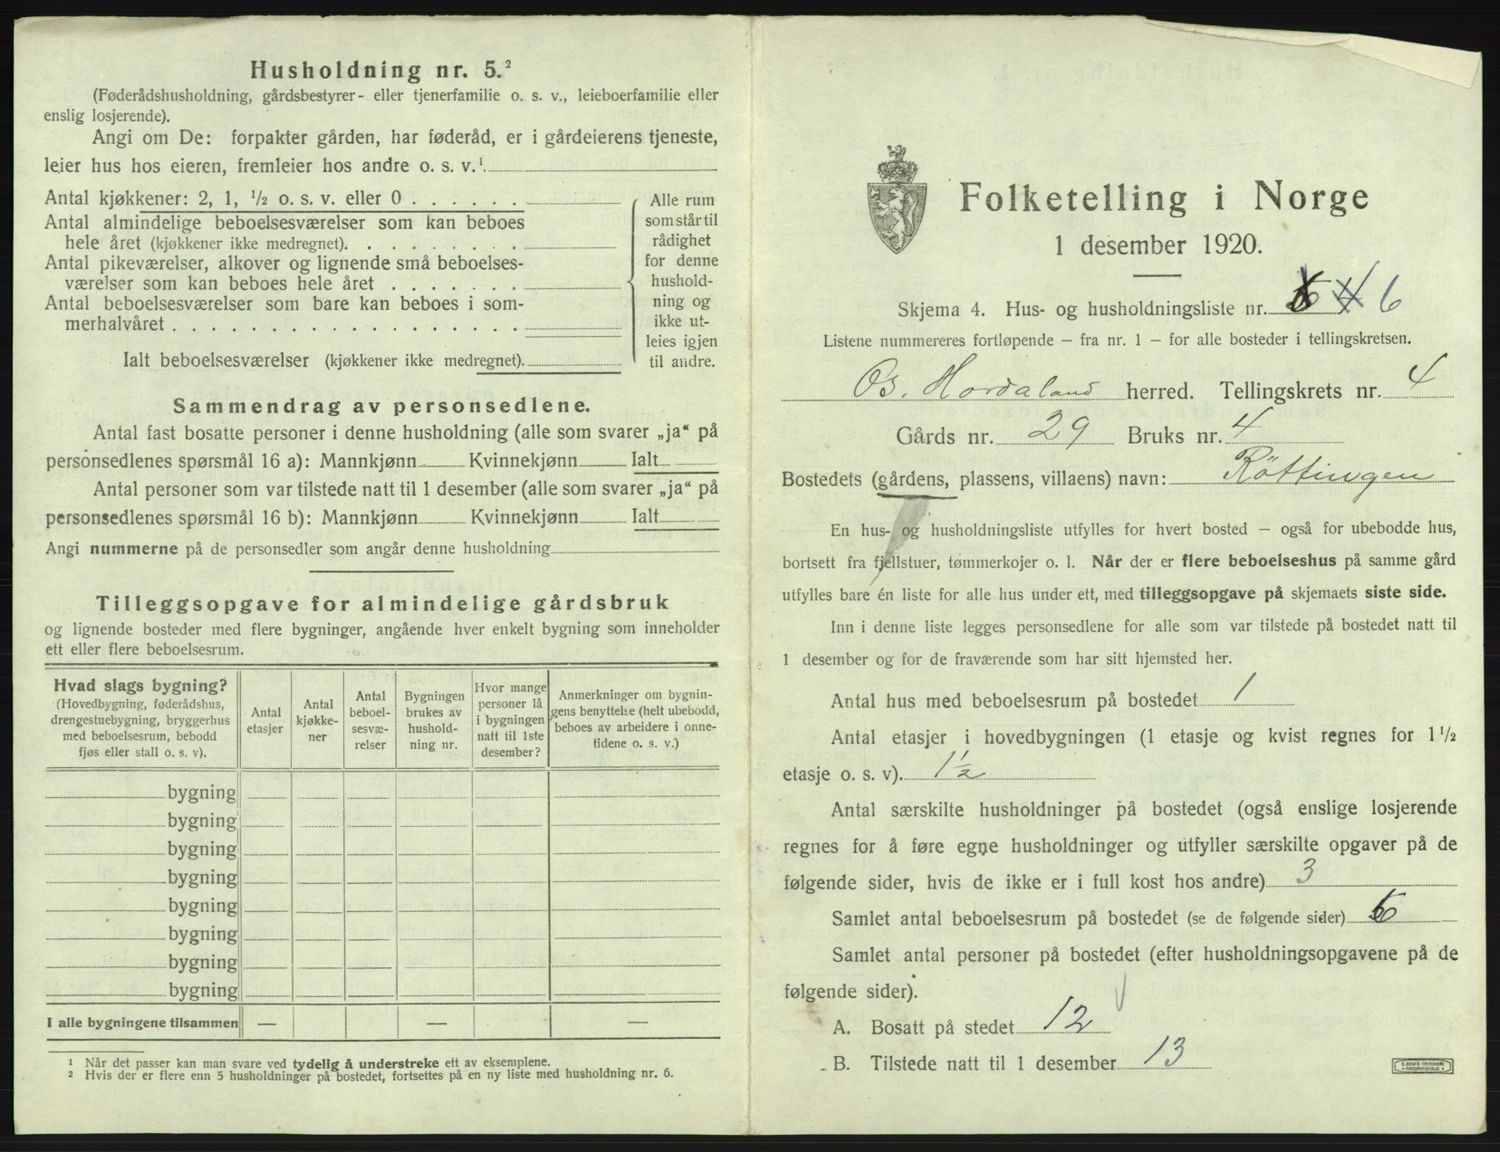 Husholdning nr. 5.²
(Føderådshusholdning, gårdsbestyrer- eller tjenerfamilie o. s. v., leieboerfamilie eller
enslig losjerende).
Angi om De: forpakter gården, har føderåd, er i gårdeierens tjeneste,
leier hus hos eieren, fremleier hos andre o. s. v.¹
Antal kjøkkener: 2, 1, ½ o. s. v. eller 0 . . . . . .
Antal almindelige beboelsesværelser som kan beboes
hele året (kjøkkener ikke medregnet). . . . . . . . .
Antal pikeværelser, alkover og lignende små beboelses-
værelser som kan beboes hele året . . . . . . .
Antal beboelsesværelser som bare kan beboes i som-
merhalvåret . . . . . . . . . . . . . . . . . .
Ialt beboelsesværelser (kjøkkener ikke medregnet).
Alle rum
som står til
rådighet
for denne
hushold-
ning og
ikke ut-
leies igjen
til andre.
Sammendrag av personsedlene.
Antal fast bosatte personer i denne husholdning (alle som svarer „ja“ på
personsedlenes spørsmål 16 a): Mannkjønn Kvinnekjønn Ialt
Antal personer som var tilstede natt til 1 desember (alle som svarer „ja“ på
personsedlenes spørsmål 16 b): Mannkjønn Kvinnekjønn Ialt
Angi nummerne på de personsedler som angår denne husholdning
Tilleggsopgave for almindelige gårdsbruk
og lignende bosteder med flere bygninger, angående hver enkelt bygning som inneholder
ett eller flere beboelsesrum.
Hvad slags bygning?
(Hovedbygning, føderådshus,
drengestuebygning, bryggerhus
med beboelsesrum, bebodd
fjøs eller stall o. s. v).
Antal
etasjer
Antal
kjøkke-
ner
Antal
beboel-
sesvæ-
relser
Bygningen
brukes av
hushold-
ning nr.
Hvor mange
personer lå
i bygningen
natt til 1ste
desember?
Anmerkninger om bygnin-
gens benyttelse (helt ubebodd,
beboes av arbeidere i onne-
tidene o. s. v.)
bygning
bygning
bygning
bygning
bygning
bygning
bygning
bygning
I alle bygningene tilsammen — — —
¹ Når det passer kan man svare ved tydelig å understreke ett av eksemplene.
² Hvis der er flere enn 5 husholdninger på bostedet, fortsettes på en ny liste med husholdning nr. 6.
Folketelling i Norge
1 desember 1920.
Skjema 4. Hus- og husholdningsliste nr. 6
Listene nummereres fortløpende – fra nr. 1 – for alle bosteder i tellingskretsen.
Os, Hordaland herred. Tellingskrets nr. 4
Gårds nr. 29 Bruks nr. 4
Bostedets (gårdens, plassens, villaens) navn: Röttingen
En hus- og husholdningsliste utfylles for hvert bosted – også for ubebodde hus,
bortsett fra fjellstuer, tømmerkojer o. l. Når der er flere beboelseshus på samme gård
utfylles bare én liste for alle hus under ett, med tilleggsopgave på skjemaets siste side.
Inn i denne liste legges personsedlene for alle som var tilstede på bostedet natt til
1 desember og for de fraværende som har sitt hjemsted her.
Antal hus med beboelsesrum på bostedet 1
Antal etasjer i hovedbygningen (1 etasje og kvist regnes for 1½
etasje o. s. v). 1½
Antal særskilte husholdninger på bostedet (også enslige losjerende
regnes for å føre egne husholdninger og utfyller særskilte opgaver på de
følgende sider, hvis de ikke er i full kost hos andre) 3
Samlet antal beboelsesrum på bostedet (se de følgende sider)
Samlet antal personer på bostedet (efter husholdningsopgavene på de
følgende sider).
A. Bosatt på stedet 12
B. Tilstede natt til 1 desember 13